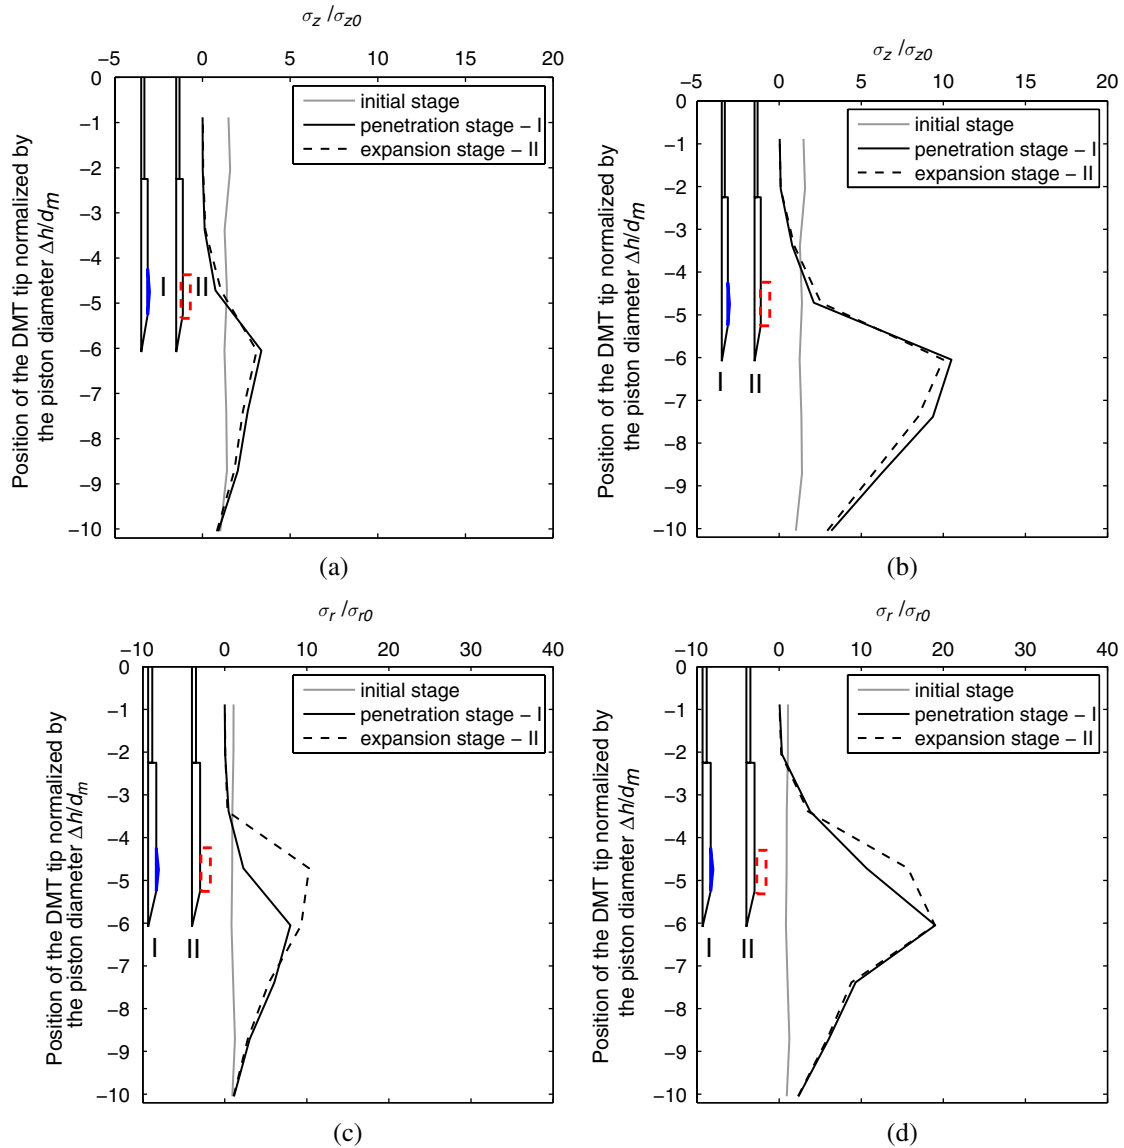 σz /σz0
−5 0 5 10 15 20
0
−1
−2
−3
−4
−5
−6
−7
−8
−9
−10
Position of the DMT tip normalized by
the piston diameter Δh/dm
initial stage
penetration stage − I
expansion stage − II
I II
(a)
σz /σz0
−5 0 5 10 15 20
0
−1
−2
−3
−4
−5
−6
−7
−8
−9
−10
Position of the DMT tip normalized by
the piston diameter Δh/dm
initial stage
penetration stage − I
expansion stage − II
I II
(b)
σr /σr0
−10 0 10 20 30 40
0
−1
−2
−3
−4
−5
−6
−7
−8
−9
−10
Position of the DMT tip normalized by
the piston diameter Δh/dm
initial stage
penetration stage − I
expansion stage − II
I II
(c)
σr /σr0
−10 0 10 20 30 40
0
−1
−2
−3
−4
−5
−6
−7
−8
−9
−10
Position of the DMT tip normalized by
the piston diameter Δh/dm
initial stage
penetration stage − I
expansion stage − II
I II
(d)